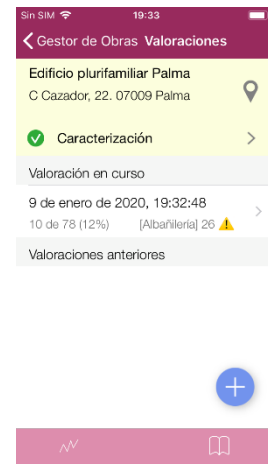 Sin SIM 19:33
Gestor de Obras Valoraciones
Edificio plurifamiliar Palma
C Cazador, 22. 07009 Palma
Caracterización
Valoración en curso
9 de enero de 2020, 19:32:48
10 de 78 (12%) [Albañilería] 26
Valoraciones anteriores